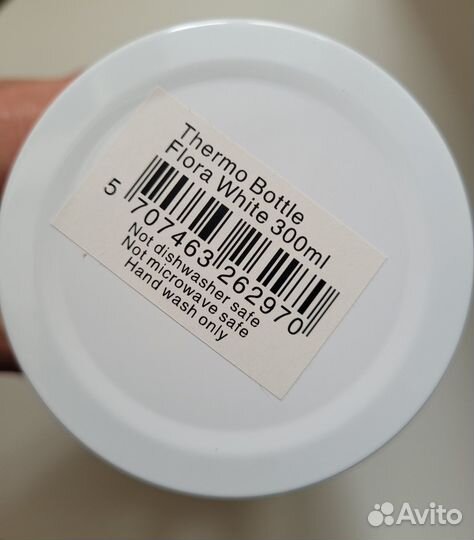 Thermo Bottle
Flora White 300ml
5 707463 262970
Not dishwasher safe
Not microwave safe
Hand wash only
Avito